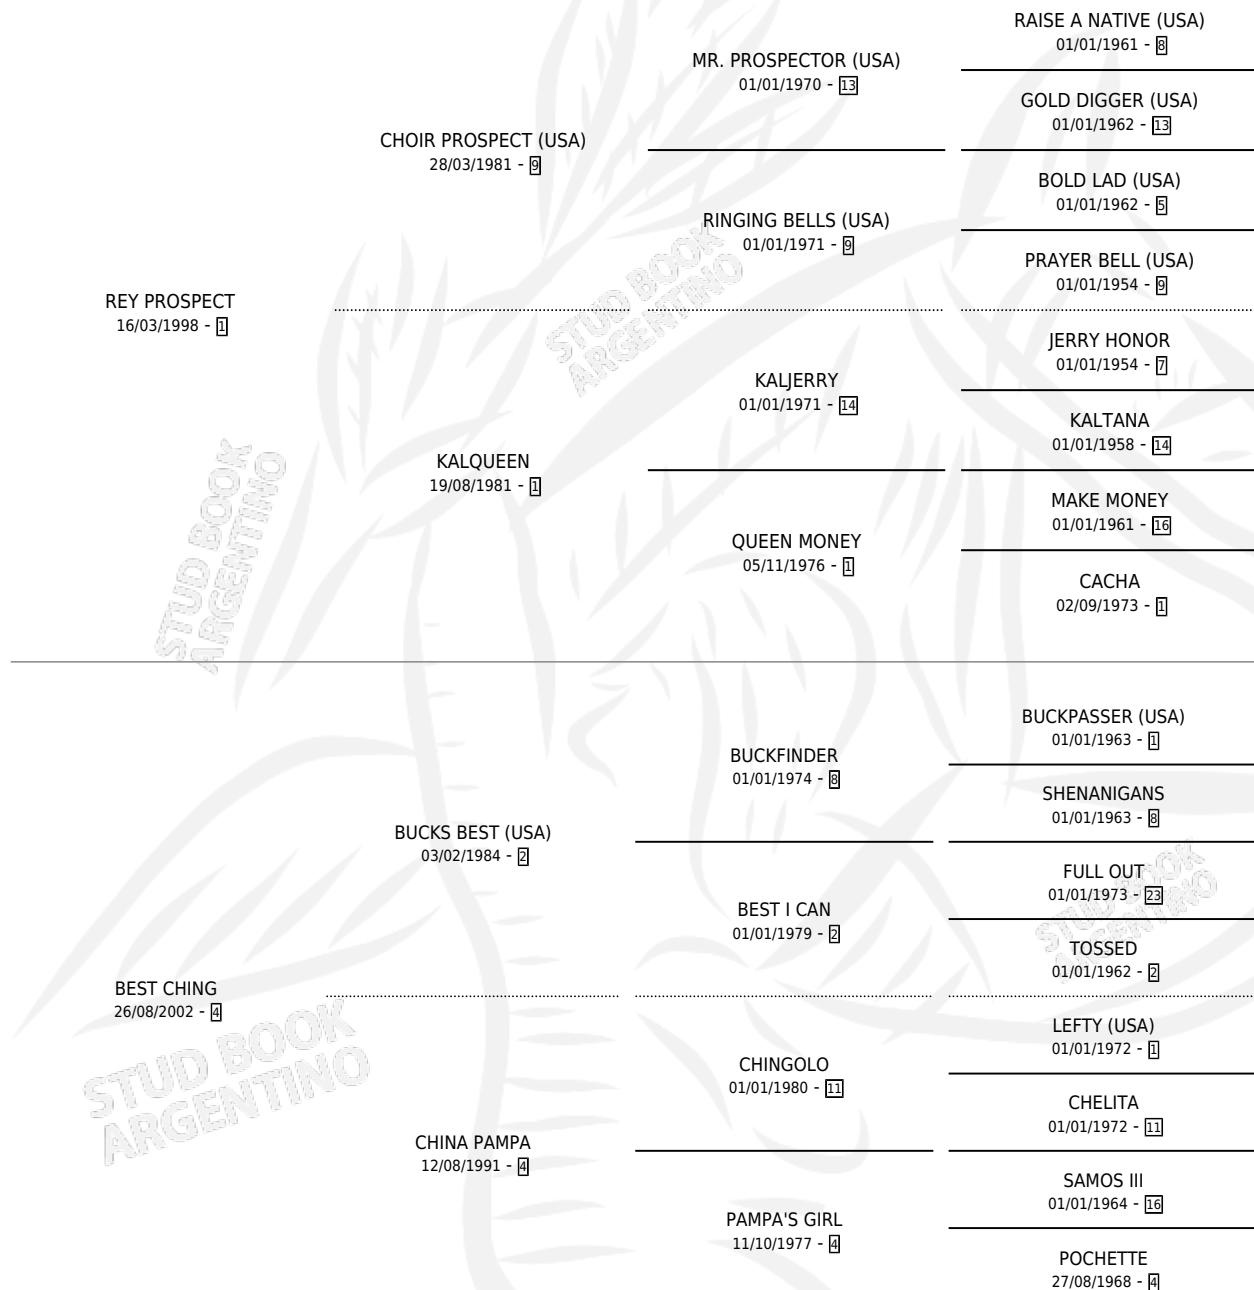 RAISE A NATIVE (USA)
01/01/1961 - 8
MR. PROSPECTOR (USA)
01/01/1970 - 13
GOLD DIGGER (USA)
01/01/1962 - 13
CHOIR PROSPECT (USA)
28/03/1981 - 9
BOLD LAD (USA)
01/01/1962 - 5
RINGING BELLS (USA)
01/01/1971 - 9
PRAYER BELL (USA)
01/01/1954 - 9
REY PROSPECT
16/03/1998 - 1
JERRY HONOR
01/01/1954 - 7
KALJERRY
01/01/1971 - 14
KALTANA
01/01/1958 - 14
KALQUEEN
19/08/1981 - 1
MAKE MONEY
01/01/1961 - 16
QUEEN MONEY
05/11/1976 - 1
CACHA
02/09/1973 - 1
STUD BOOK
ARGENTINO
STUD BOOK
ARGENTINO
BUCKPASSER (USA)
01/01/1963 - 1
BUCKFINDER
01/01/1974 - 8
SHENANIGANS
01/01/1963 - 8
BUCKS BEST (USA)
03/02/1984 - 2
FULL OUT
01/01/1973 - 23
BEST I CAN
01/01/1979 - 2
TOSSED
01/01/1962 - 2
STUD BOOK
ARGENTINO
BEST CHING
26/08/2002 - 4
LEFTY (USA)
01/01/1972 - 1
CHINGOLO
01/01/1980 - 11
CHELITA
01/01/1972 - 11
CHINA PAMPA
12/08/1991 - 4
SAMOS III
01/01/1964 - 16
PAMPA'S GIRL
11/10/1977 - 4
POCHETTE
27/08/1968 - 4
STUD BOOK
ARGENTINO